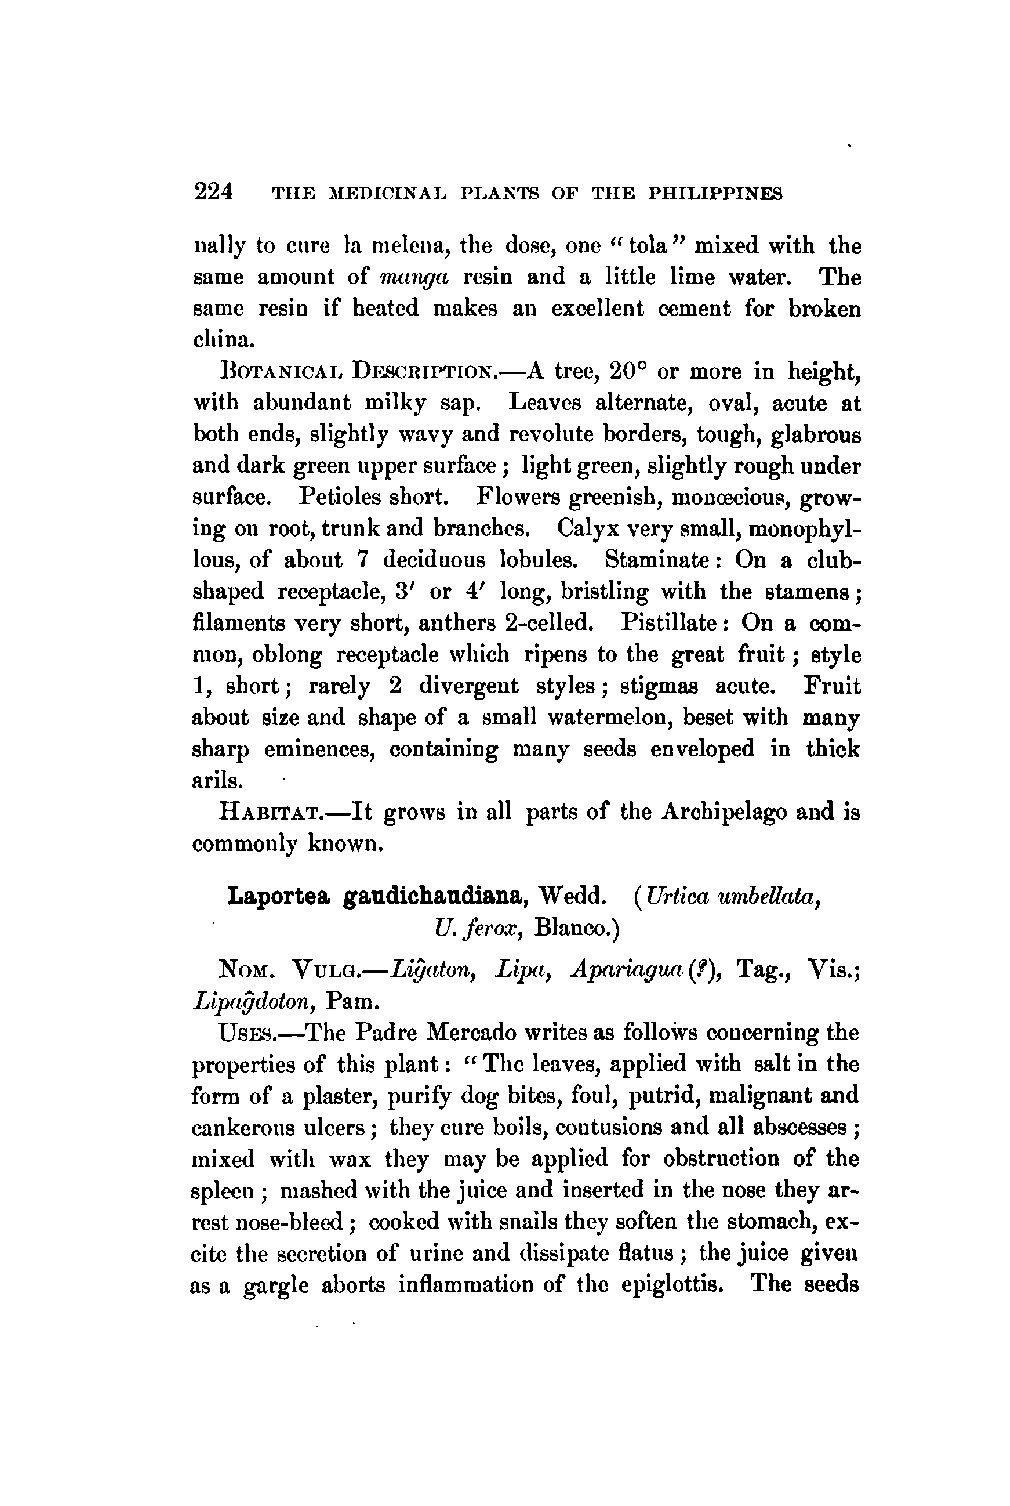 224 THE MEDICINAL PLANTS OF THE PHILIPPINES
nally to cure la melena, the dose, one “tola” mixed with the
same amount of manga resin and a little lime water. The
same resin if heated makes an excellent cement for broken
china.
BOTANICAL DESCRIPTION.—A tree, 20° or more in height,
with abundant milky sap. Leaves alternate, oval, acute at
both ends, slightly wavy and revolute borders, tough, glabrous
and dark green upper surface; light green, slightly rough under
surface. Petioles short. Flowers greenish, monœcious, grow-
ing on root, trunk and branches. Calyx very small, monophyl-
lous, of about 7 deciduous lobules. Staminate: On a club-
shaped receptacle, 3′ or 4′ long, bristling with the stamens;
filaments very short, anthers 2-celled. Pistillate: On a com-
mon, oblong receptacle which ripens to the great fruit; style
1, short; rarely 2 divergent styles; stigmas acute. Fruit
about size and shape of a small watermelon, beset with many
sharp eminences, containing many seeds enveloped in thick
arils.
HABITAT.—It grows in all parts of the Archipelago and is
commonly known.
Laportea gaudichaudiana, Wedd. (Urtica umbellata,
U. ferox, Blanco.)
NOM. VULG.—Liĝaton, Lipa, Apariagua (?), Tag., Vis.;
Lipaĝdoton, Pam.
USES.—The Padre Mercado writes as follows concerning the
properties of this plant: “The leaves, applied with salt in the
form of a plaster, purify dog bites, foul, putrid, malignant and
cankerous ulcers; they cure boils, contusions and all abscesses;
mixed with wax they may be applied for obstruction of the
spleen; mashed with the juice and inserted in the nose they ar-
rest nose-bleed; cooked with snails they soften the stomach, ex-
cite the secretion of urine and dissipate flatus; the juice given
as a gargle aborts inflammation of the epiglottis. The seeds